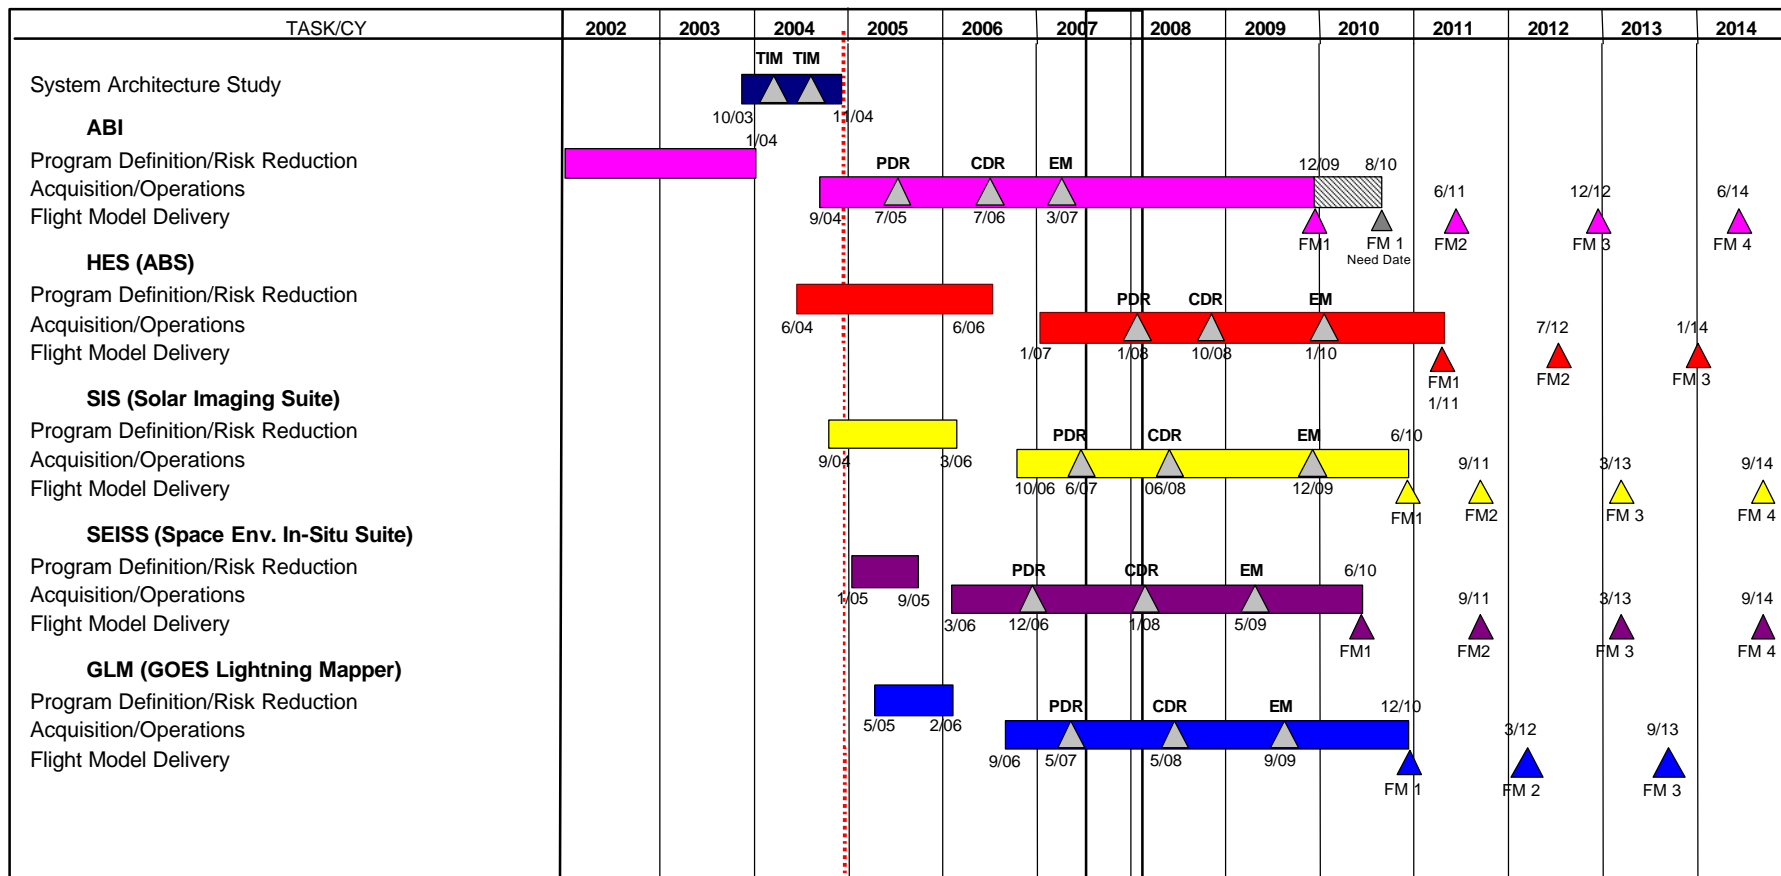 TASK/CY 2002 2003 2004 2005 2006 2007 2008 2009 2010 2011 2012 2013 2014
TIM TIM
System Architecture Study
10/03 11/04
ABI
1/04
Program Definition/Risk Reduction
PDR CDR EM 12/09 8/10
Acquisition/Operations
6/11 12/12 6/14
Flight Model Delivery
9/04 7/05 7/06 3/07
FM1 FM 1 FM2 FM 3 FM 4
Need Date
HES (ABS)
Program Definition/Risk Reduction
PDR CDR EM
6/04 6/06
Acquisition/Operations
7/12 1/14
Flight Model Delivery
1/07 1/08 10/08 1/10
FM1 FM2 FM 3
1/11
SIS (Solar Imaging Suite)
Program Definition/Risk Reduction
PDR CDR EM 6/10
9/04 3/06
Acquisition/Operations
9/11 3/13 9/14
Flight Model Delivery
10/06 6/07 06/08 12/09
FM1 FM2 FM 3 FM 4
SEISS (Space Env. In-Situ Suite)
Program Definition/Risk Reduction
PDR CDR EM 6/10
1/05 9/05
Acquisition/Operations
9/11 3/13 9/14
Flight Model Delivery
3/06 12/06 1/08 5/09
FM1 FM2 FM 3 FM 4
GLM (GOES Lightning Mapper)
Program Definition/Risk Reduction
PDR CDR EM 12/10
5/05 2/06
Acquisition/Operations
3/12 9/13
Flight Model Delivery
9/06 5/07 5/08 9/09
FM 1 FM 2 FM 3